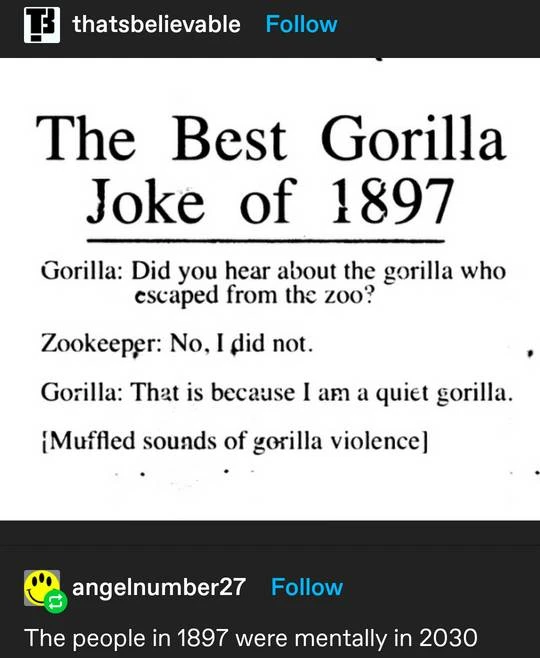 thatsbelievable Follow
The Best Gorilla
Joke of 1897
Gorilla: Did you hear about the gorilla who
escaped from the zoo?
Zookeeper: No, I did not.
Gorilla: That is because I am a quiet gorilla.
[Muffled sounds of gorilla violence]
angelnumber27 Follow
The people in 1897 were mentally in 2030